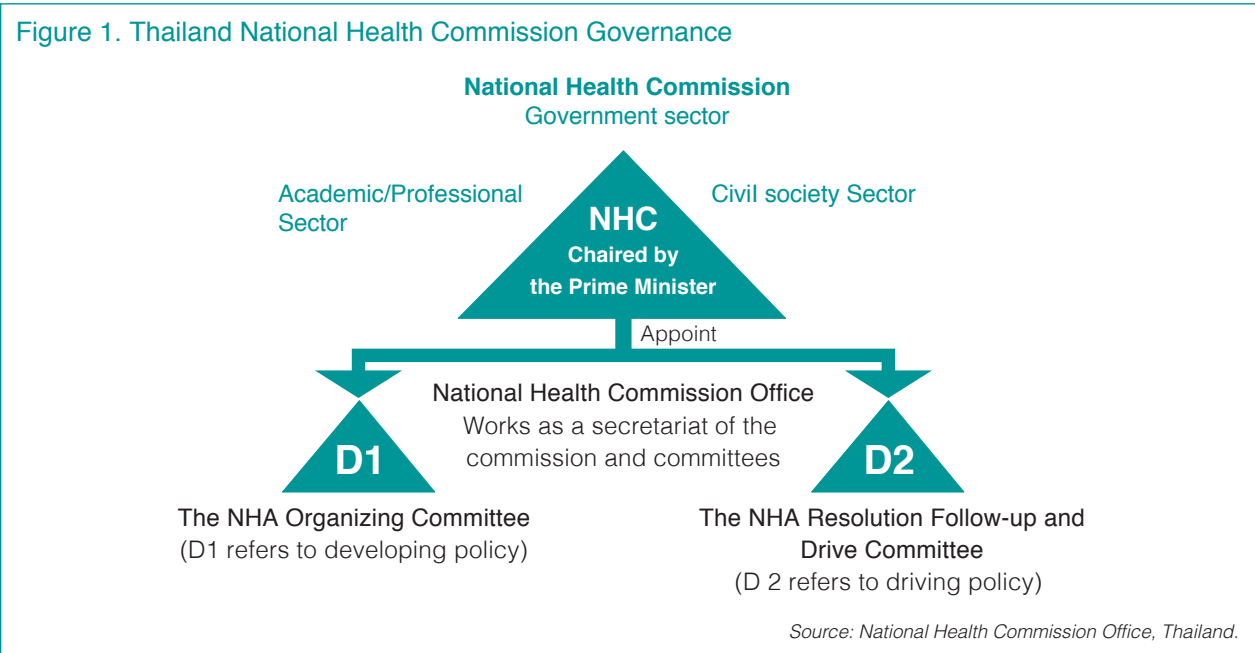 Figure 1. Thailand National Health Commission Governance
National Health Commission
Government sector
Academic/Professional
Sector
Civil society Sector
NHC
Chaired by
the Prime Minister
Appoint
National Health Commission Office
Works as a secretariat of the
commission and committees
D1
The NHA Organizing Committee
(D1 refers to developing policy)
D2
The NHA Resolution Follow-up and
Drive Committee
(D 2 refers to driving policy)
Source: National Health Commission Office, Thailand.